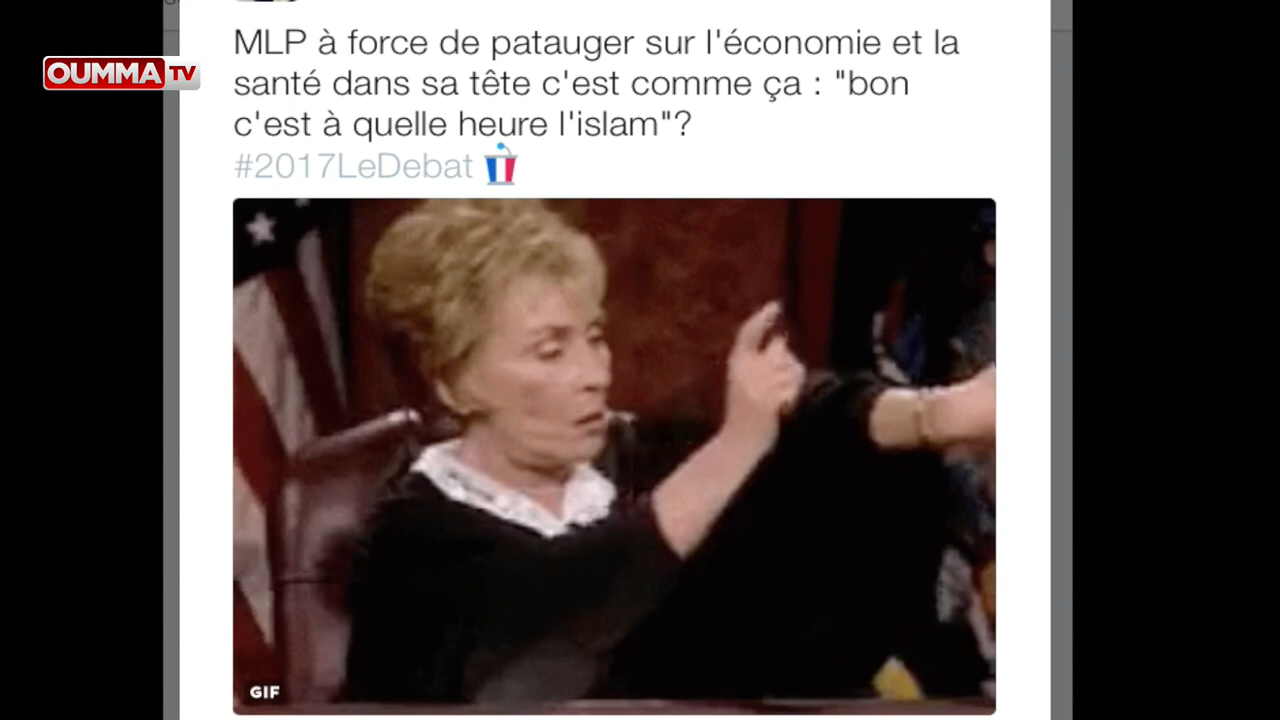 OUMMA TV
MLP à force de patauger sur l'économie et la
santé dans sa tête c'est comme ça : "bon
c'est à quelle heure l'islam"?
#2017LeDebat
GIF